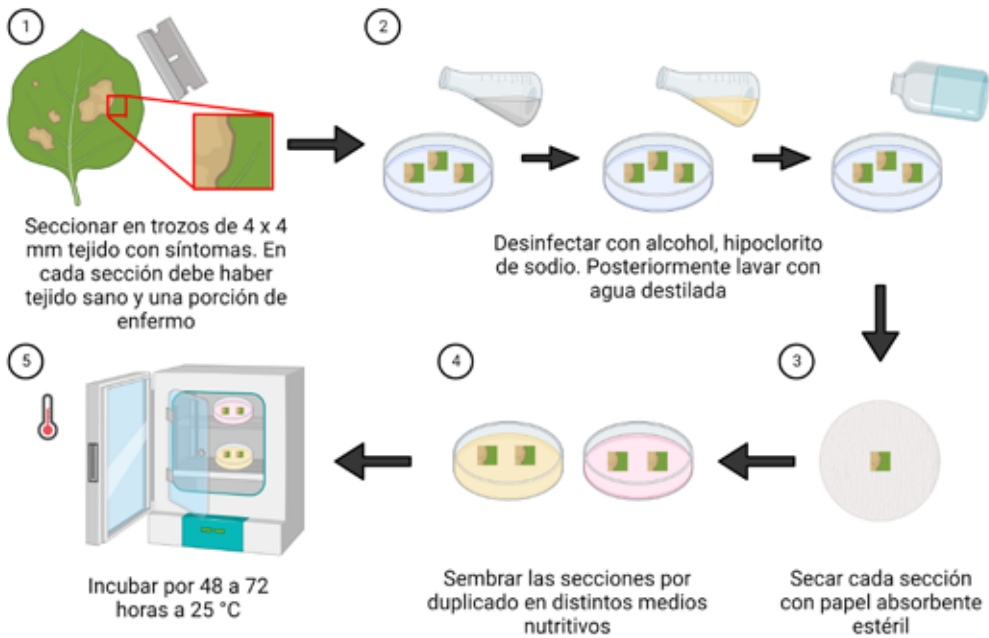 1
Seccionar en trozos de 4 x 4
mm tejido con síntomas. En
cada sección debe haber
tejido sano y una porción de
enfermo
2
Desinfectar con alcohol, hipoclorito
de sodio. Posteriormente lavar con
agua destilada
3
Secar cada sección
con papel absorbente
estéril
4
Sembrar las secciones por
duplicado en distintos medios
nutritivos
5
Incubar por 48 a 72
horas a 25 °C